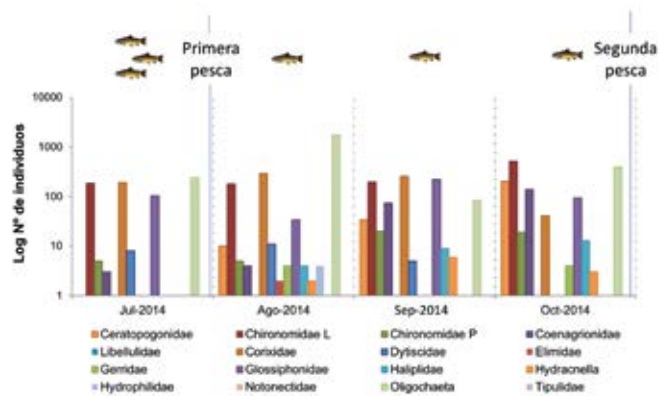 Primera pesca
Segunda pesca
Log Nº de individuos
10000
1000
100
10
1
Jul-2014
Ago-2014
Sep-2014
Oct-2014
Ceratopogonidae
Chironomidae L
Chironomidae P
Coenagrionidae
Libellulidae
Corixidae
Dytiscidae
Elimidae
Gerridae
Glossiphonidae
Haliplidae
Hydracnella
Hydrophilidae
Notonectidae
Oligochaeta
Tipulidae